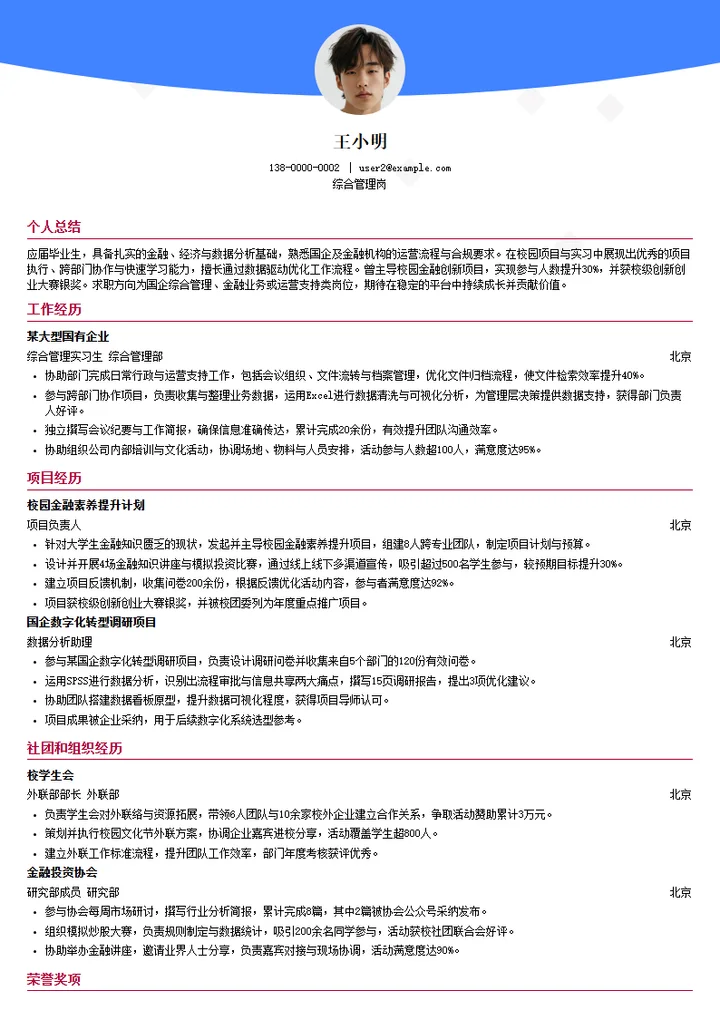 王小明
138-0000-0002 | user2@example.com
综合管理岗
个人总结
应届毕业生，具备扎实的金融、经济与数据分析基础，熟悉国企及金融机构的运营流程与合规要求。在校园项目与实习中展现出优秀的项目
执行、跨部门协作与快速学习能力，擅长通过数据驱动优化工作流程。曾主导校园金融创新项目，实现参与人数提升30%，并获校级创新创
业大赛银奖。求职方向为国企综合管理、金融业务或运营支持类岗位，期待在稳定的平台中持续成长并贡献价值。
工作经历
某大型国有企业
综合管理实习生 综合管理部 北京
• 协助部门完成日常行政与运营支持工作，包括会议组织、文件流转与档案管理，优化文件归档流程，使文件检索效率提升40%。
• 参与跨部门协作项目，负责收集与整理业务数据，运用Excel进行数据清洗与可视化分析，为管理层决策提供数据支持，获得部门负责
人好评。
• 独立撰写会议纪要与工作简报，确保信息准确传达，累计完成20余份，有效提升团队沟通效率。
• 协助组织公司内部培训与文化活动，协调场地、物料与人员安排，活动参与人数超100人，满意度达95%。
项目经历
校园金融素养提升计划
项目负责人 北京
• 针对大学生金融知识匮乏的现状，发起并主导校园金融素养提升项目，组建8人跨专业团队，制定项目计划与预算。
• 设计并开展4场金融知识讲座与模拟投资比赛，通过线上线下多渠道宣传，吸引超过500名学生参与，较预期目标提升30%。
• 建立项目反馈机制，收集问卷200余份，根据反馈优化活动内容，参与者满意度达92%。
• 项目获校级创新创业大赛银奖，并被校团委列为年度重点推广项目。
国企数字化转型调研项目
数据分析助理 北京
• 参与某国企数字化转型调研项目，负责设计调研问卷并收集来自5个部门的120份有效问卷。
• 运用SPSS进行数据分析，识别出流程审批与信息共享两大痛点，撰写15页调研报告，提出3项优化建议。
• 协助团队搭建数据看板原型，提升数据可视化程度，获得项目导师认可。
• 项目成果被企业采纳，用于后续数字化系统选型参考。
社团和组织经历
校学生会
外联部部长 外联部 北京
• 负责学生会对外联络与资源拓展，带领6人团队与10余家校外企业建立合作关系，争取活动赞助累计3万元。
• 策划并执行校园文化节外联方案，协调企业嘉宾进校分享，活动覆盖学生超800人。
• 建立外联工作标准流程，提升团队工作效率，部门年度考核获评优秀。
金融投资协会
研究部成员 研究部 北京
• 参与协会每周市场研讨，撰写行业分析简报，累计完成8篇，其中2篇被协会公众号采纳发布。
• 组织模拟炒股大赛，负责规则制定与数据统计，吸引200余名同学参与，活动获校社团联合会好评。
• 协助举办金融讲座，邀请业界人士分享，负责嘉宾对接与现场协调，活动满意度达90%。
荣誉奖项